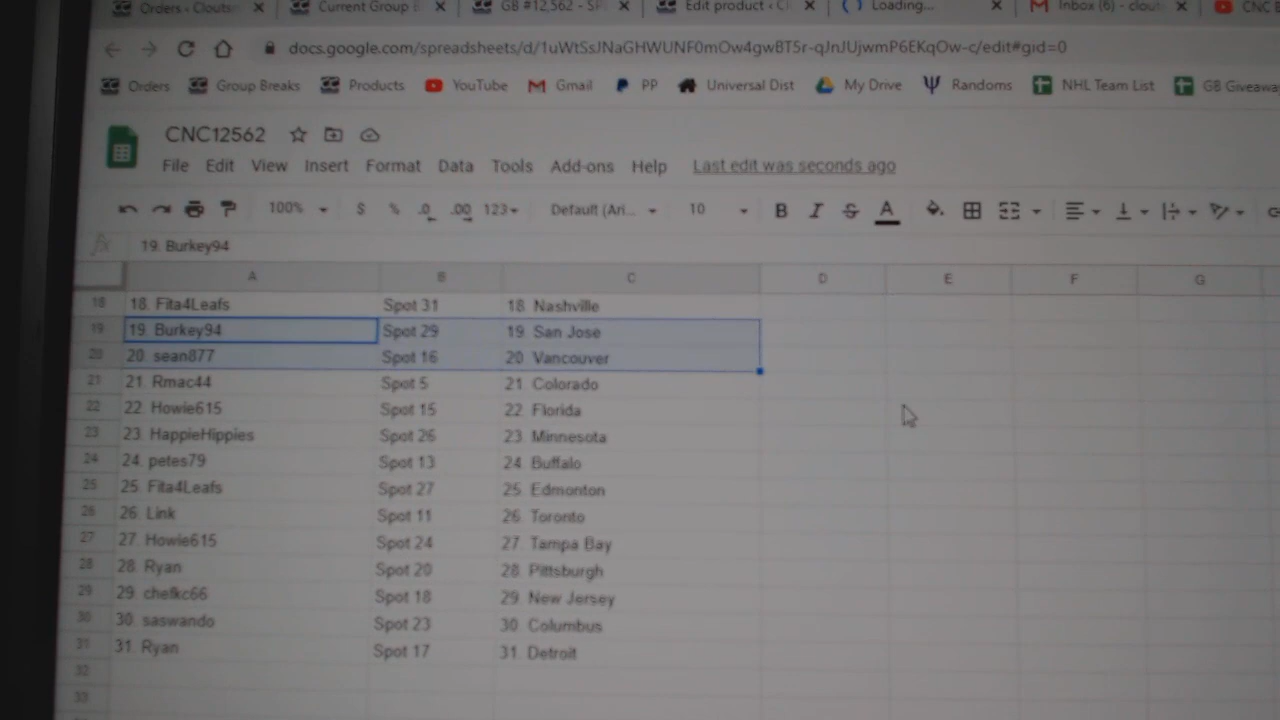 Orders ‹ Clouts Current Group GB #12,562 - SP Edit product ‹ Cl Loading... Inbox (6) - clou CNC B
docs.google.com/spreadsheets/d/1uWtSsJNaGHWUNF0mOw4gwBT5r-qJnJUjwmP6EKqOw-c/edit#gid=0
Orders Group Breaks Products YouTube Gmail PP Universal Dist My Drive Randoms NHL Team List GB Giveawa
CNC12562
File Edit View Insert Format Data Tools Add-ons Help Last edit was seconds ago
100% $ % .0 .00 123 Default (Ari... 10 B I S A
fx 19. Burkey94
A B C D E F G
18 18. Fita4Leafs Spot 31 18. Nashville
19 19. Burkey94 Spot 29 19. San Jose
20 20. sean877 Spot 16 20. Vancouver
21 21. Rmac44 Spot 5 21. Colorado
22 22. Howie615 Spot 15 22. Florida
23 23. HappieHippies Spot 26 23. Minnesota
24 24. petes79 Spot 13 24. Buffalo
25 25. Fita4Leafs Spot 27 25. Edmonton
26 26. Link Spot 11 26. Toronto
27 27. Howie615 Spot 24 27. Tampa Bay
28 28. Ryan Spot 20 28. Pittsburgh
29 29. chefkc66 Spot 18 29. New Jersey
30 30. saswando Spot 23 30. Columbus
31 31. Ryan Spot 17 31. Detroit
32
33